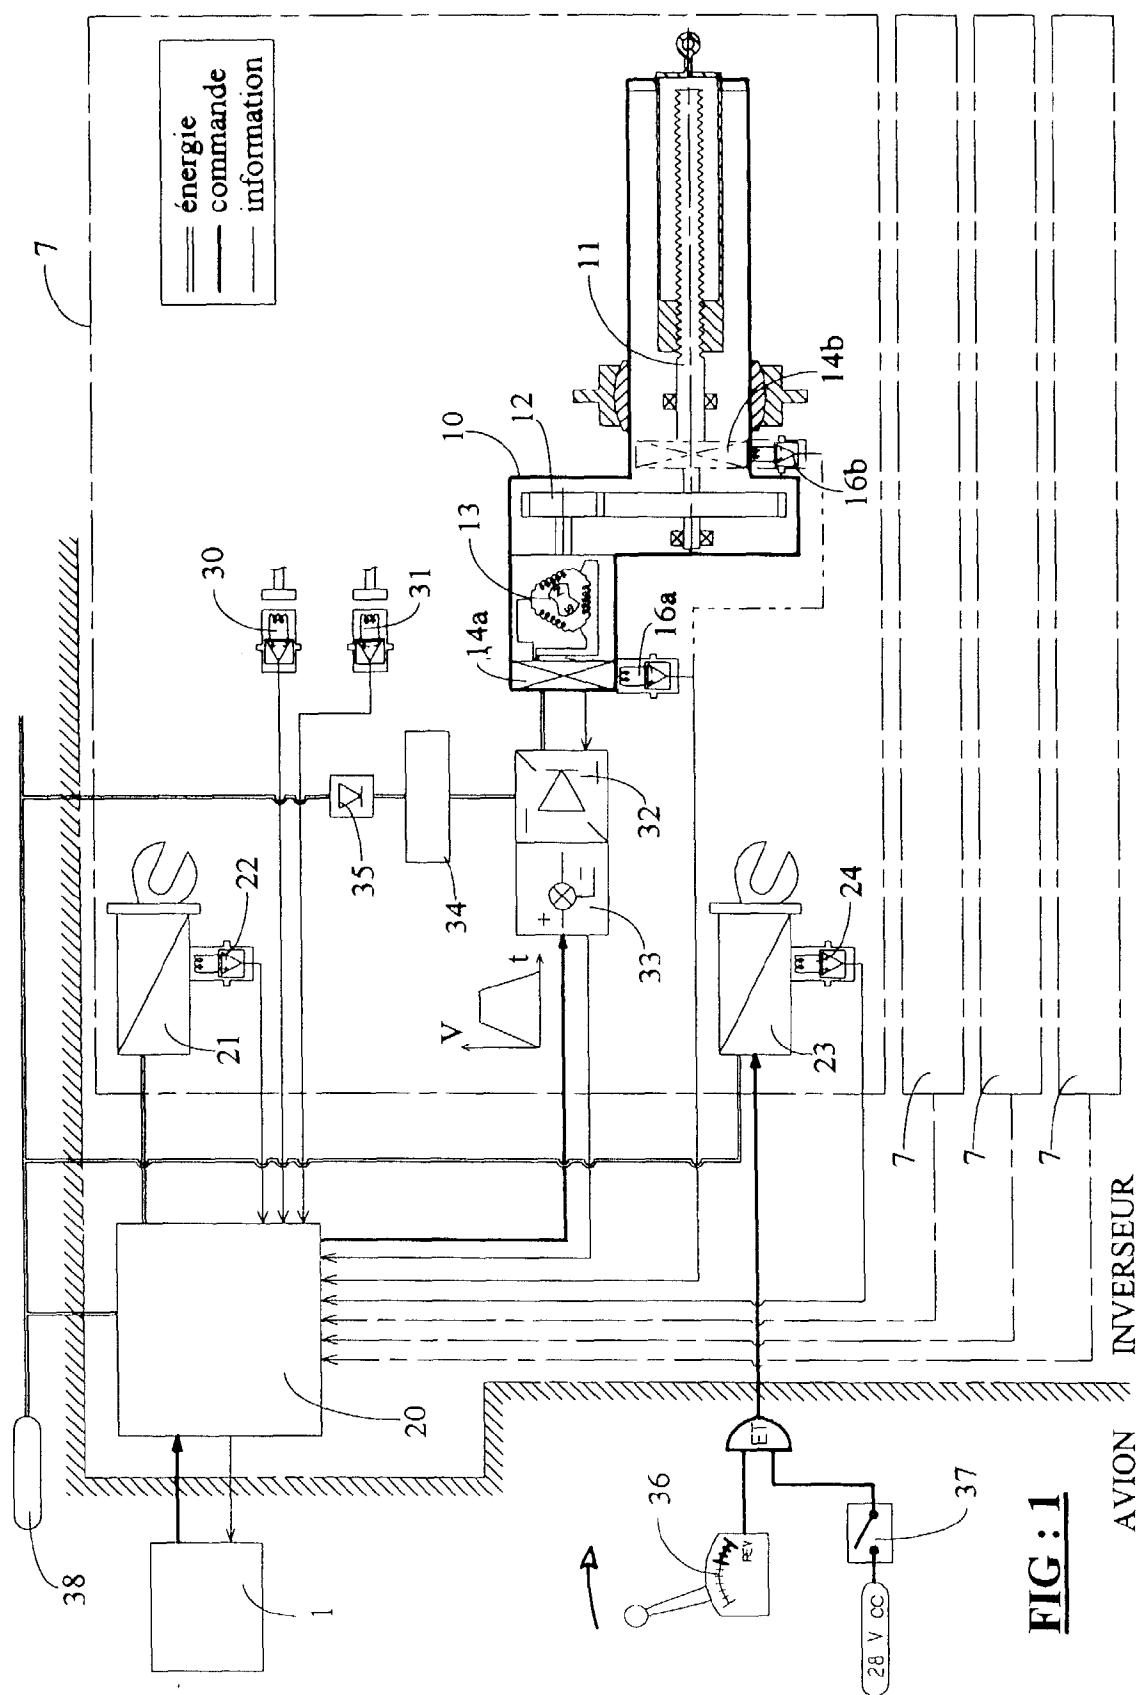 7
énergie
commande
information
30
31
10
12
13
11
14a
14b
16a
16b
N
S
35
34
32
33
+
V
t
21
22
23
24
7
7
7
20
38
1
36
REV
ET
37
28 V CC
INVERSEUR
AVION
FIG : 1